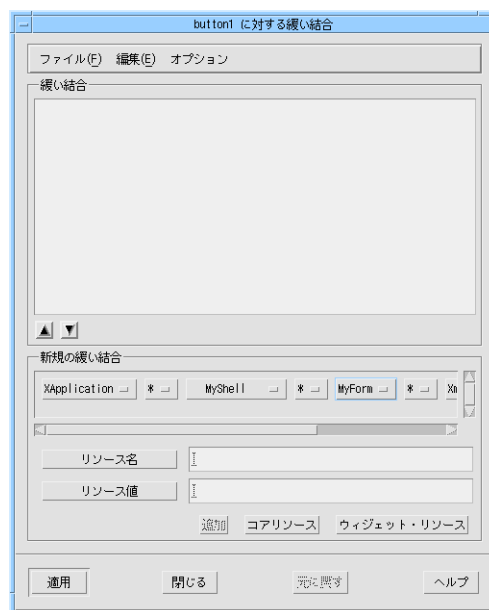 button1 に対する緩い結合
ファイル(F) 編集(E) オプション
緩い結合
新規の緩い結合
XApplication * MyShell * MyForm * Xm
リソース名
リソース値
追加 コアリソース ウィジェット・リソース
適用 閉じる 元に戻す ヘルプ